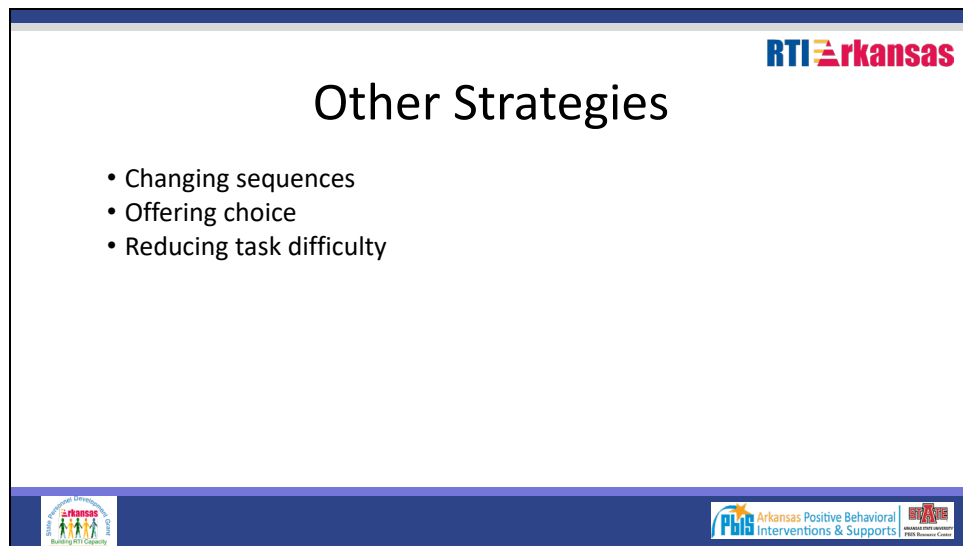 RTI Arkansas
Other Strategies
• Changing sequences
• Offering choice
• Reducing task difficulty
State Personnel Development Grant
Arkansas
Building RTI Capacity
PbIS Arkansas Positive Behavioral
Interventions & Supports
STATE
ARKANSAS STATE UNIVERSITY
PBIS Resource Center